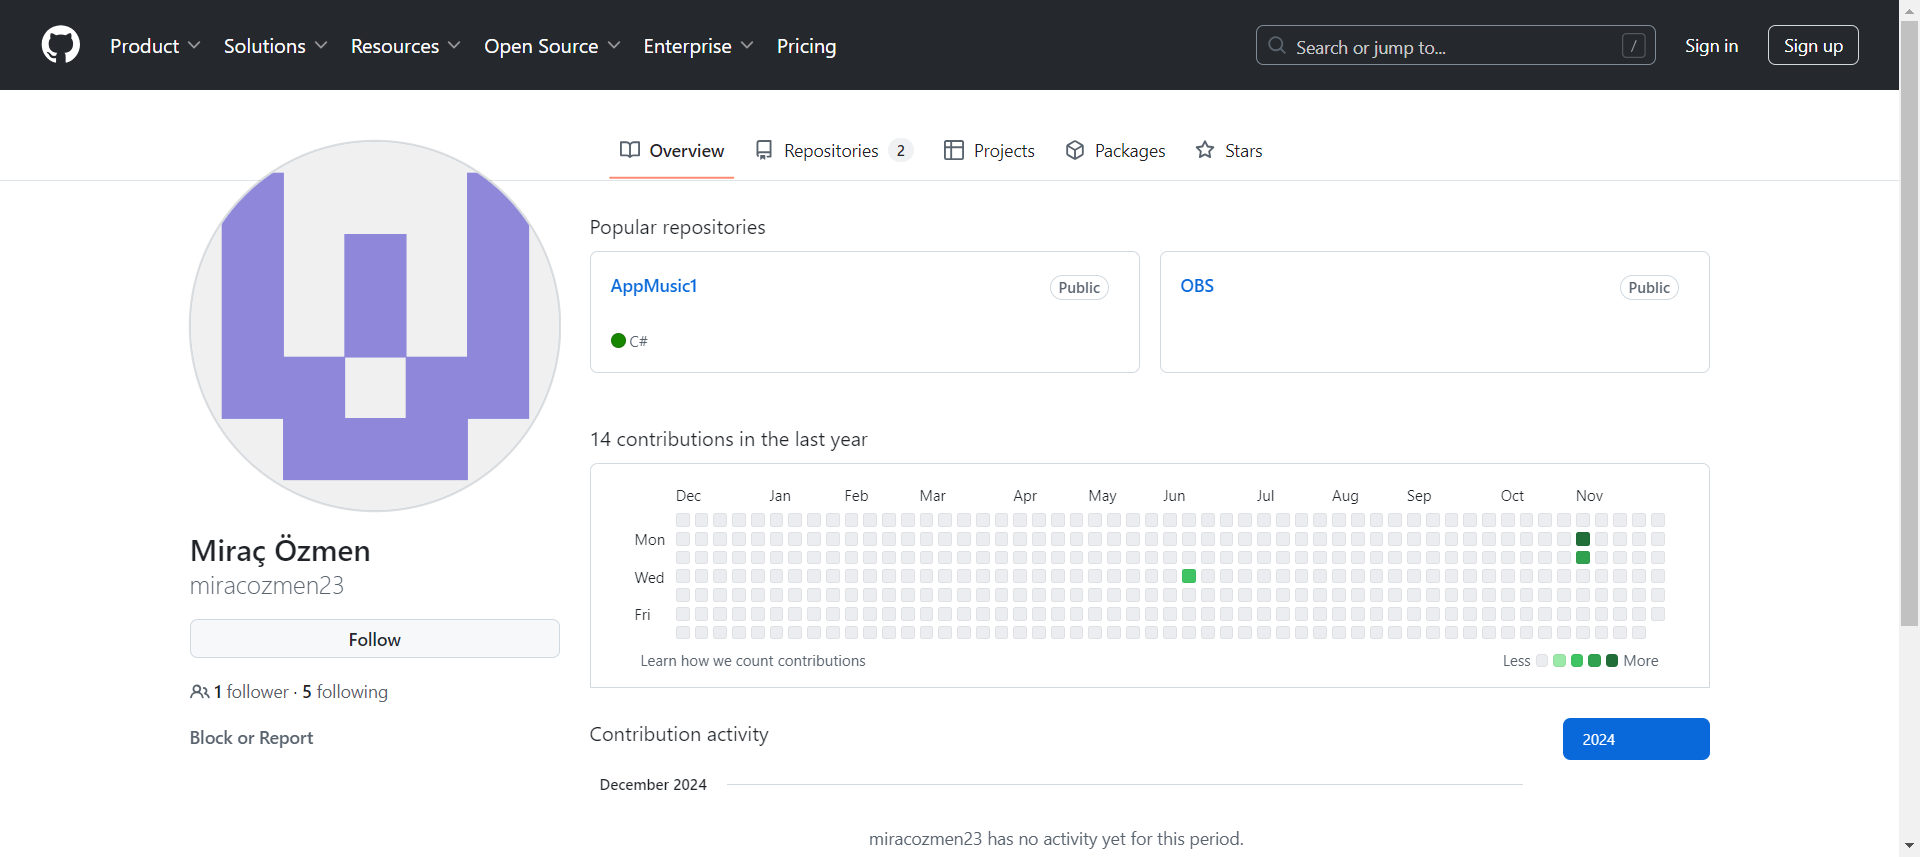 Product Solutions Resources Open Source Enterprise Pricing Search or jump to... / Sign in Sign up
Overview Repositories 2 Projects Packages Stars
Popular repositories
AppMusic1 Public
C#
OBS Public
14 contributions in the last year
Dec Jan Feb Mar Apr May Jun Jul Aug Sep Oct Nov
Mon
Wed
Fri
Learn how we count contributions Less More
Miraç Özmen
miracozmen23
Follow
1 follower · 5 following
Block or Report
Contribution activity
2024
December 2024
miracozmen23 has no activity yet for this period.